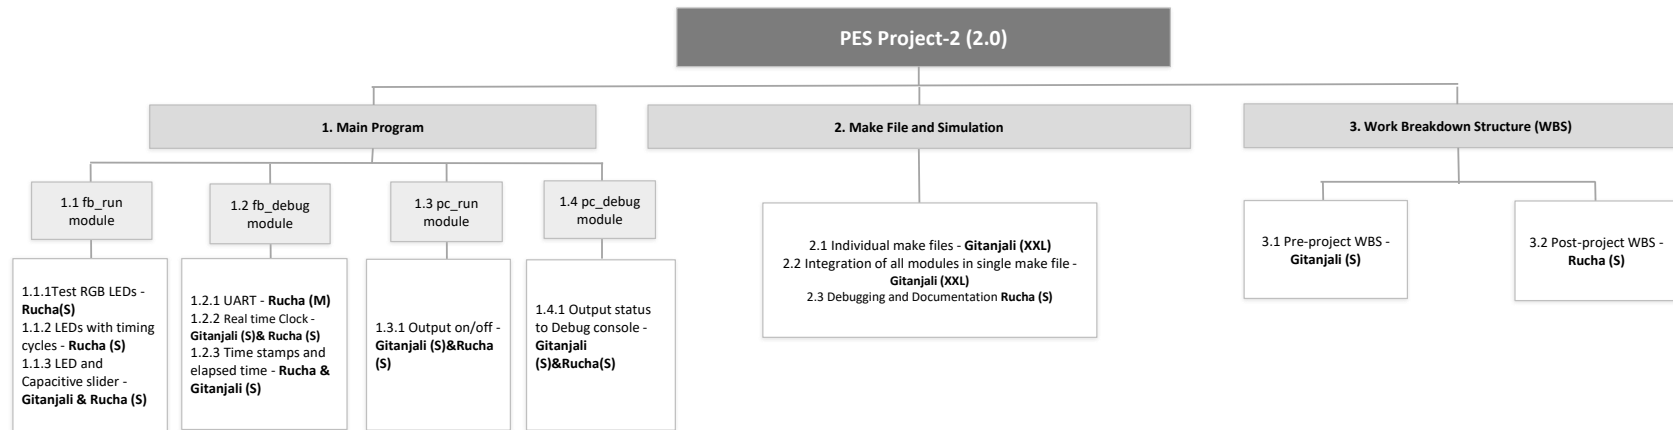 PES Project-2 (2.0)
1. Main Program
2. Make File and Simulation
3. Work Breakdown Structure (WBS)
1.1 fb_run
module
1.2 fb_debug
module
1.3 pc_run
module
1.4 pc_debug
module
1.1.1Test RGB LEDs -
Rucha(S)
1.1.2 LEDs with timing
cycles - Rucha (S)
1.1.3 LED and
Capacitive slider -
Gitanjali & Rucha (S)
1.2.1 UART - Rucha (M)
1.2.2 Real time Clock -
Gitanjali (S)& Rucha (S)
1.2.3 Time stamps and
elapsed time - Rucha &
Gitanjali (S)
1.3.1 Output on/off -
Gitanjali (S)&Rucha
(S)
1.4.1 Output status
to Debug console -
Gitanjali
(S)&Rucha(S)
2.1 Individual make files - Gitanjali (XXL)
2.2 Integration of all modules in single make file -
Gitanjali (XXL)
2.3 Debugging and Documentation Rucha (S)
3.1 Pre-project WBS -
Gitanjali (S)
3.2 Post-project WBS -
Rucha (S)